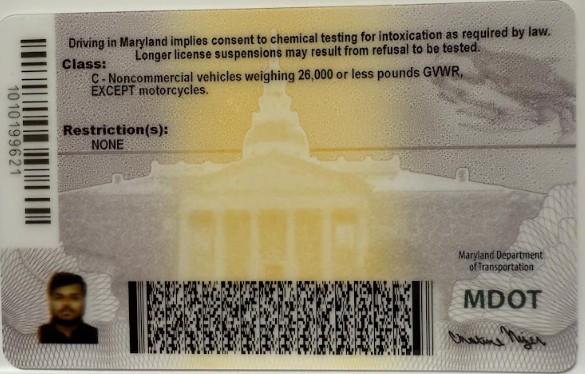 Driving in Maryland implies consent to chemical testing for intoxication as required by law.
Longer license suspensions may result from refusal to be tested.
Class:
C - Noncommercial vehicles weighing 26,000 or less pounds GVWR,
EXCEPT motorcycles.
Restriction(s):
NONE
1010199621
Maryland Department
of Transportation
MDOT